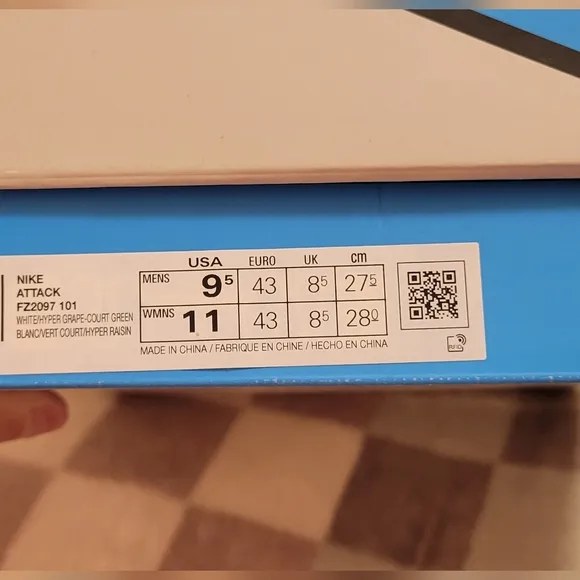 NIKE
ATTACK
FZ2097 101
WHITE/HYPER GRAPE-COURT GREEN
BLANC/VERT COURT/HYPER RAISIN
USA EURO UK cm
MENS 9⁵ 43 8⁵ 27⁵
WMNS 11 43 8⁵ 28⁰
MADE IN CHINA / FABRIQUE EN CHINE / HECHO EN CHINA
RFID